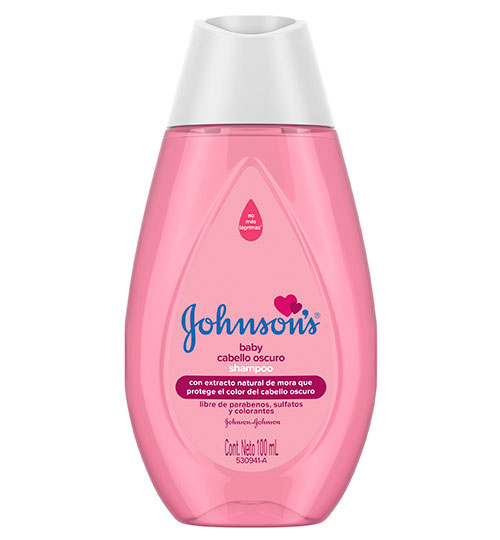 no
más
lágrimas®
Johnson's®
baby
cabello oscuro
shampoo
con extracto natural de mora que
protege el color del cabello oscuro
libre de parabenos, sulfatos
y colorantes
Johnson & Johnson
Cont. Neto 100 mL
530941-A